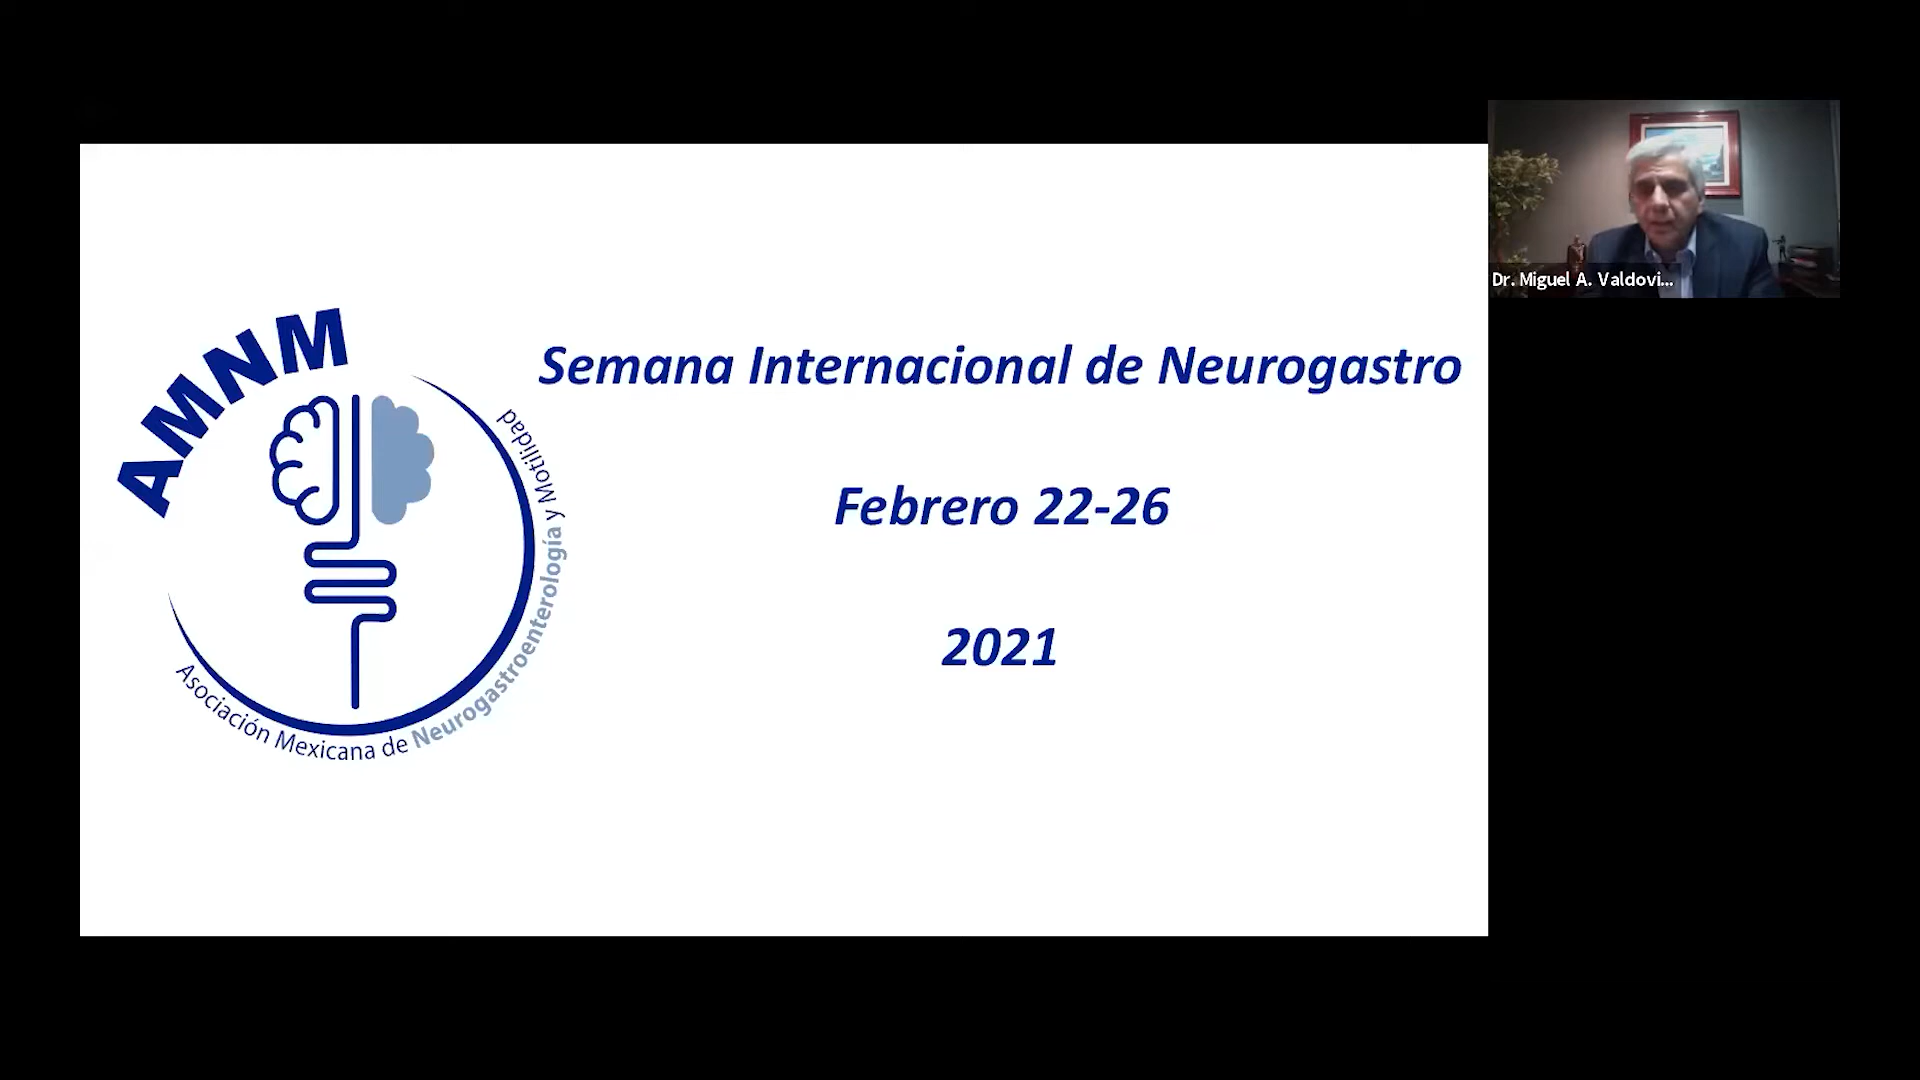 AMNM
Asociación Mexicana de Neurogastroenterología y Motilidad
Semana Internacional de Neurogastro
Febrero 22-26
2021
Dr. Miguel A. Valdovi...